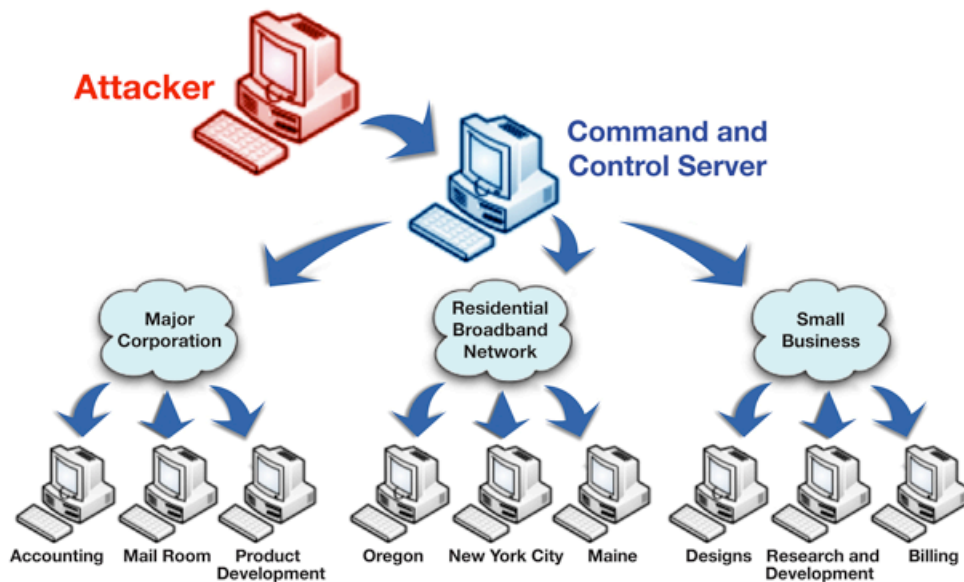 Attacker
Command and
Control Server
Major
Corporation
Residential
Broadband
Network
Small
Business
Accounting
Mail Room
Product
Development
Oregon
New York City
Maine
Designs
Research and
Development
Billing